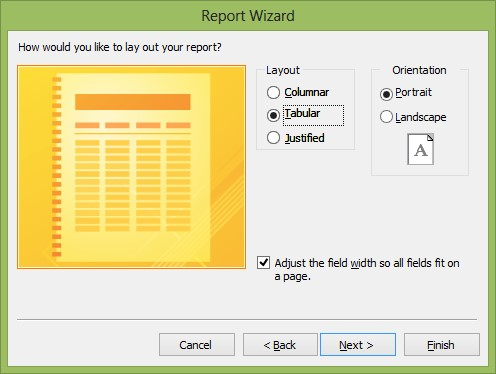 Report Wizard
How would you like to lay out your report?
Layout
Columnar
Tabular
Justified
Orientation
Portrait
Landscape
A
Adjust the field width so all fields fit on
a page.
Cancel
< Back
Next >
Finish